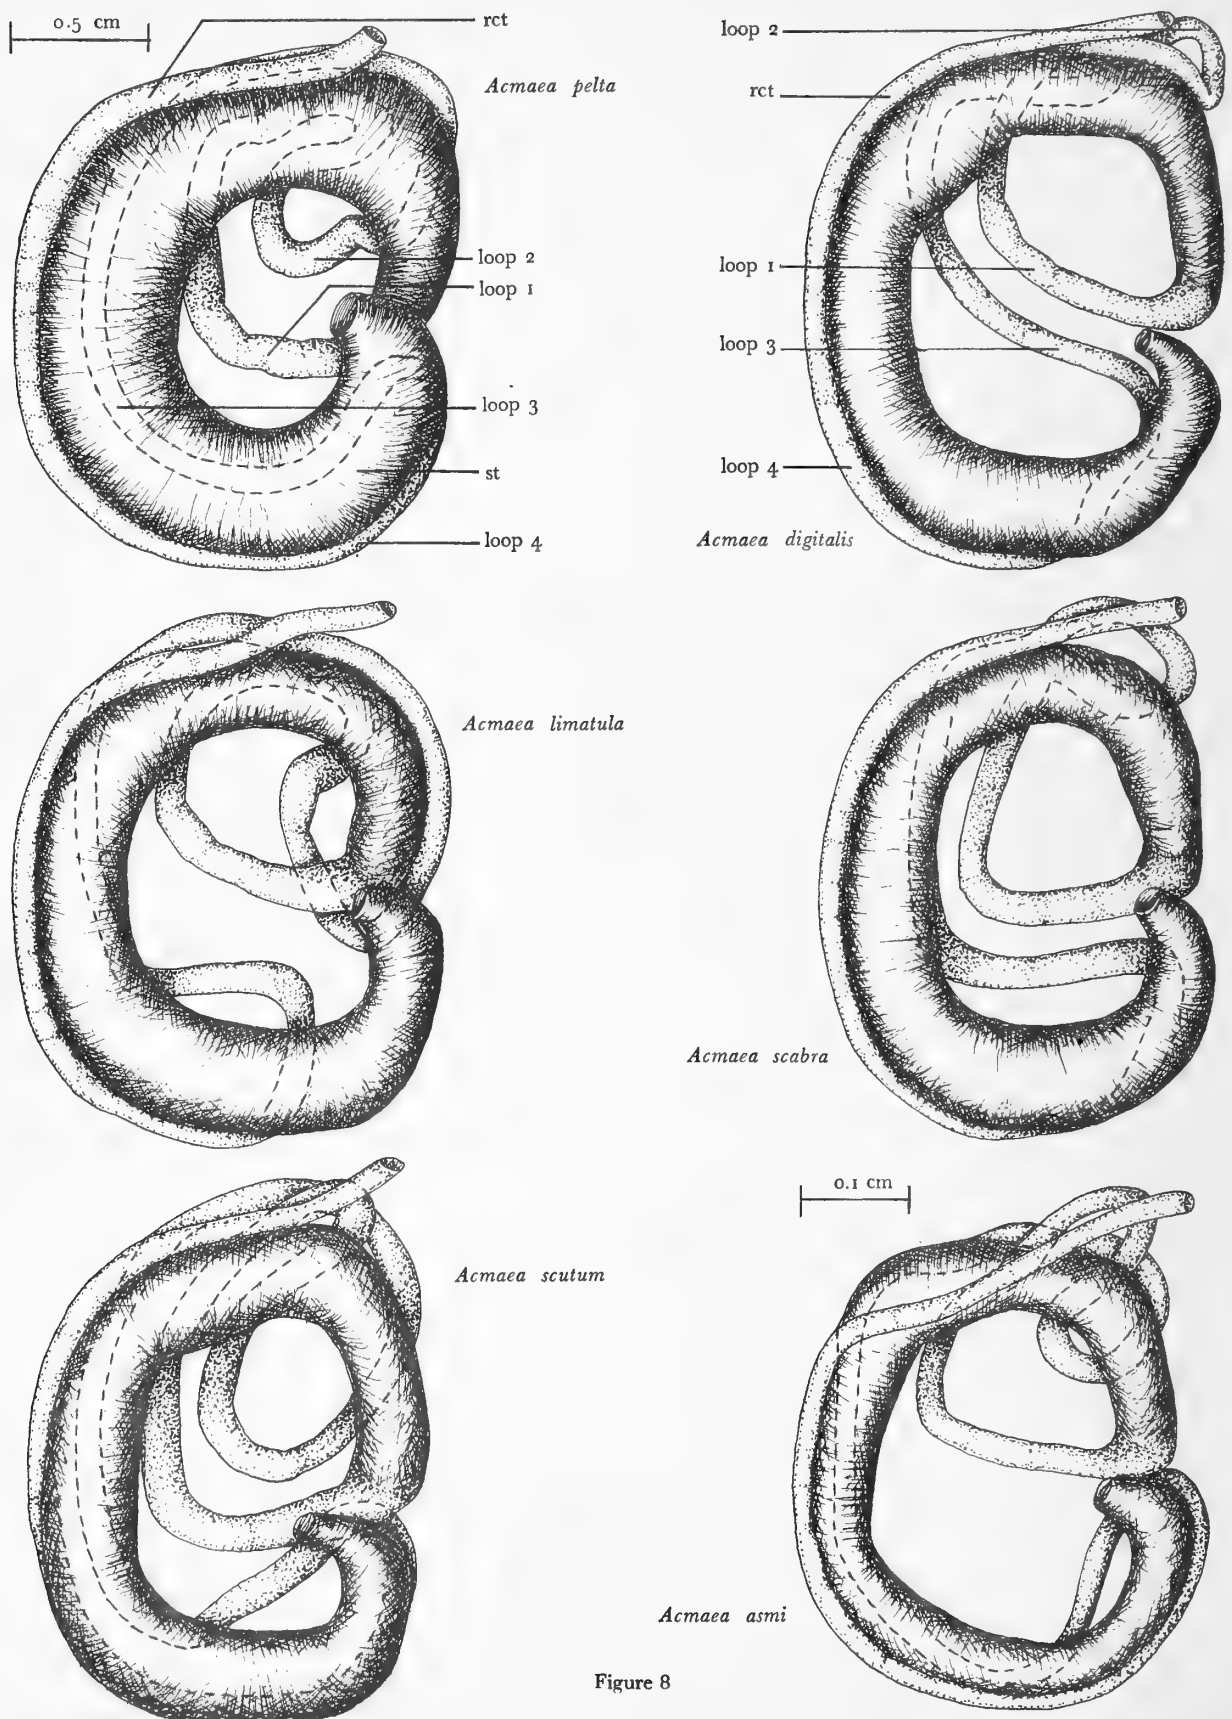 0.5 cm
rct
Acmaea pelta
loop 2
loop 1
loop 3
st
loop 4
loop 2
rct
loop 1
loop 3
loop 4
Acmaea digitalis
Acmaea limatula
Acmaea scabra
Acmaea scutum
0.1 cm
Acmaea asmi
Figure 8